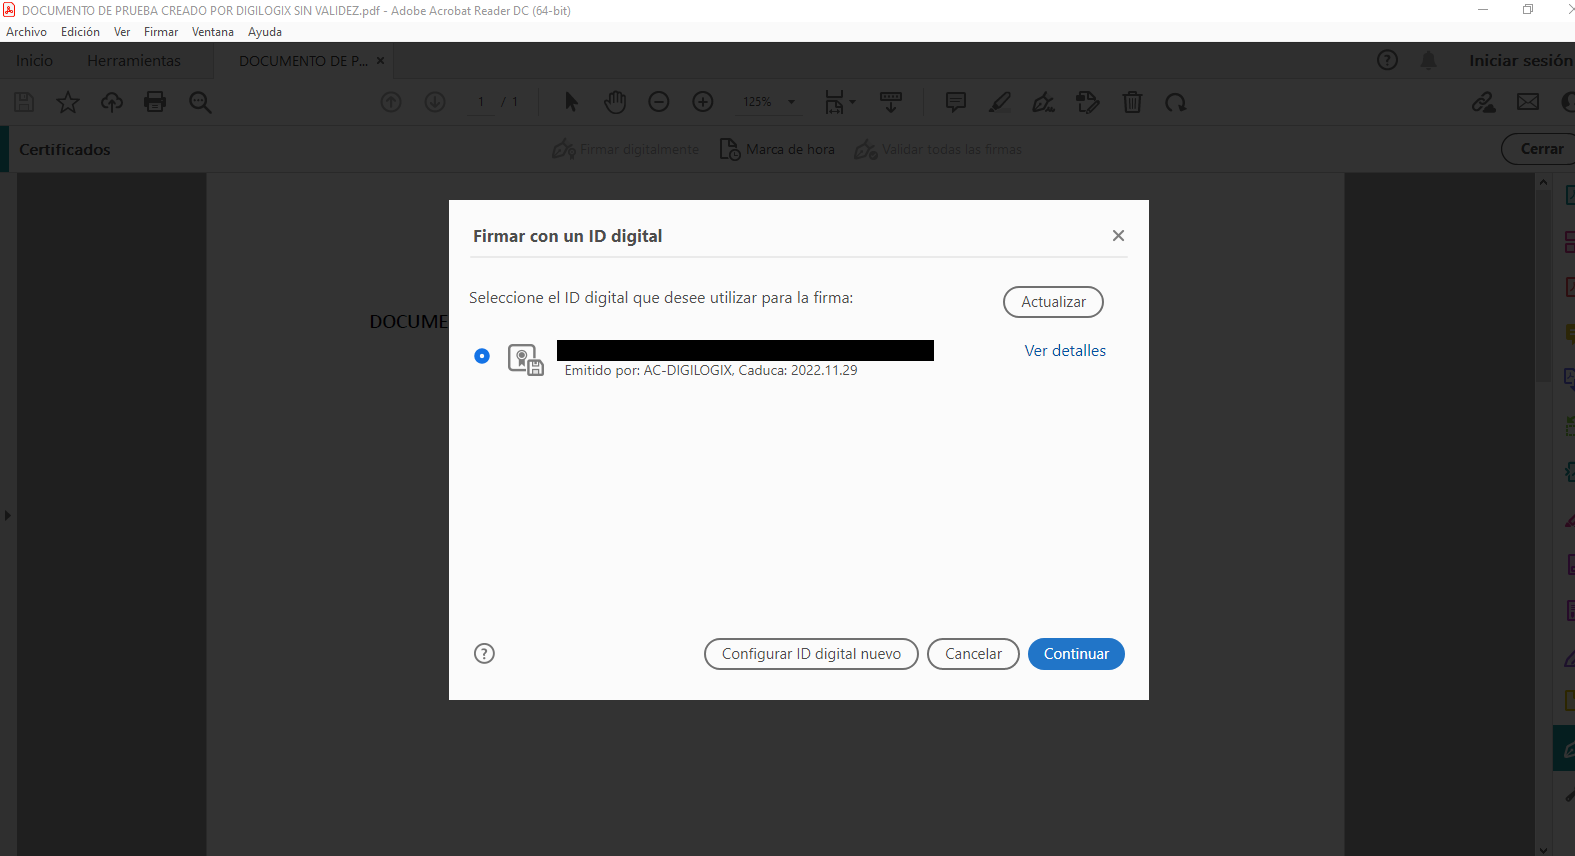 DOCUMENTO DE PRUEBA CREADO POR DIGILOGIX SIN VALIDEZ.pdf - Adobe Acrobat Reader DC (64-bit)
Archivo Edición Ver Firmar Ventana Ayuda
Inicio Herramientas DOCUMENTO DE P... × Iniciar sesión
1 / 1 125%
Certificados Firmar digitalmente Marca de hora Validar todas las firmas Cerrar
Firmar con un ID digital
Seleccione el ID digital que desee utilizar para la firma: Actualizar
DOCUME
Ver detalles
Emitido por: AC-DIGILOGIX, Caduca: 2022.11.29
? Configurar ID digital nuevo Cancelar Continuar